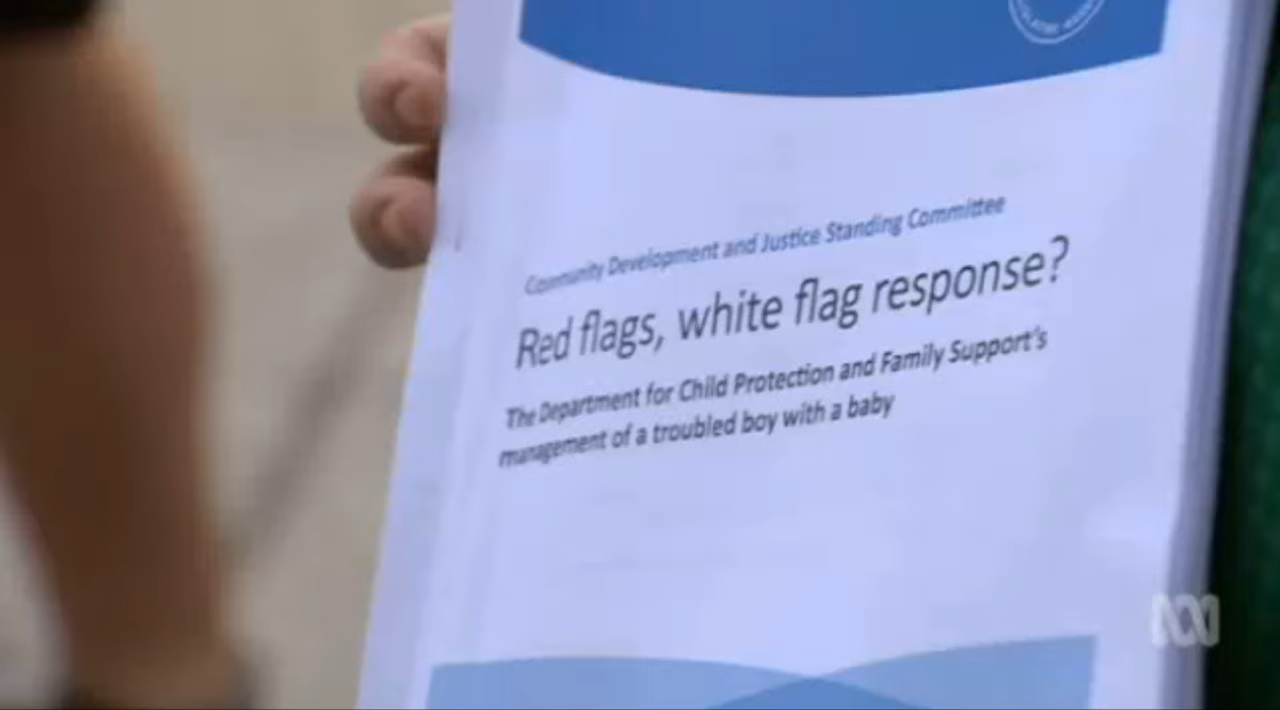 Community Development and Justice Standing Committee
Red flags, white flag response?
The Department for Child Protection and Family Support's
management of a troubled boy with a baby